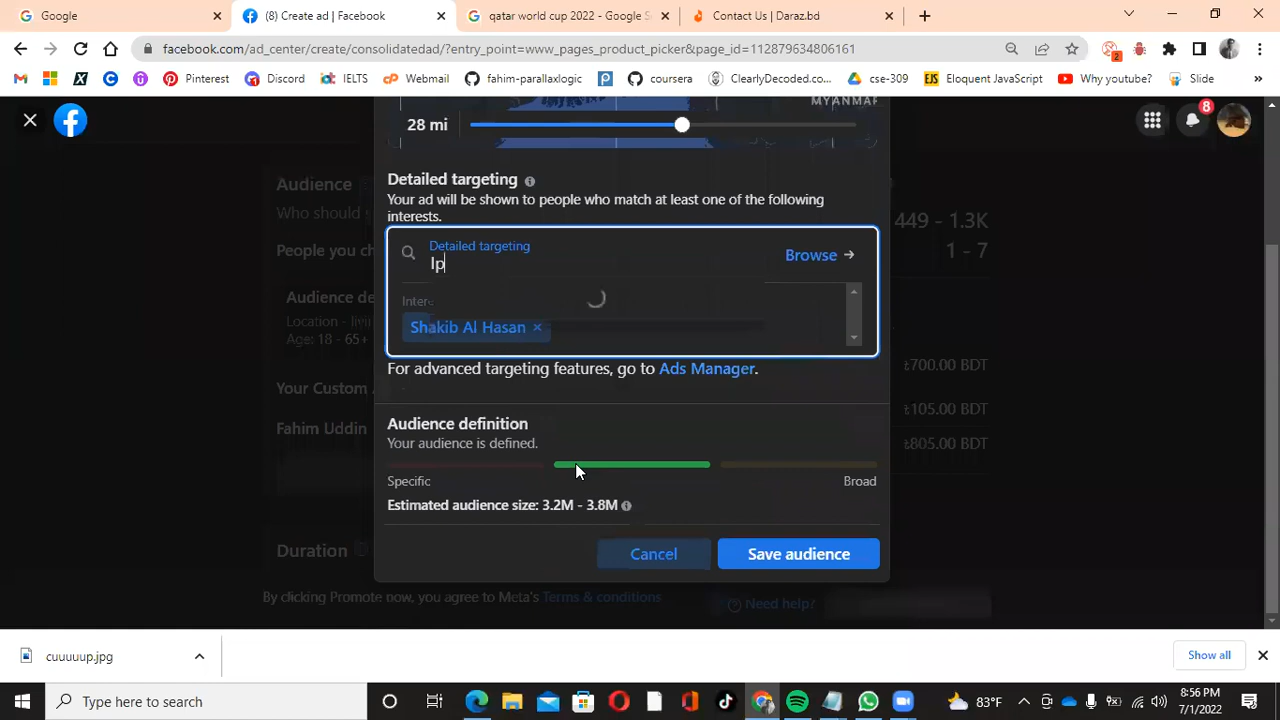 Google
(8) Create ad | Facebook
qatar world cup 2022 - Google S
Contact Us | Daraz.bd
facebook.com/ad_center/create/consolidatedad/?entry_point=www_pages_product_picker&page_id=112879654806161
2
Pinterest
Discord
IELTS
Webmail
fahim-parallaxlogic
coursera
ClearlyDecoded.co...
cse-309
EJS
Eloquent JavaScript
Why youtube?
Slide
»
8
MYANMAR
28 mi
Detailed targeting
Your ad will be shown to people who match at least one of the following
interests.
Detailed targeting
Ip
Browse
Shakib Al Hasan
For advanced targeting features, go to Ads Manager.
Audience definition
Your audience is defined.
Specific
Broad
Estimated audience size: 3.2M - 3.8M
Cancel
Save audience
Audience
Who should
People you ch
Audience de
Age: 18 - 65+
Your Custom A
Fahim Uddin
Duration
449 - 1.3K
1 - 7
৳700.00 BDT
৳105.00 BDT
৳805.00 BDT
By clicking Promote now, you agree to Meta's Terms & conditions
Need help?
cuuuuup.jpg
Show all
Type here to search
83°F
8:56 PM
7/1/2022